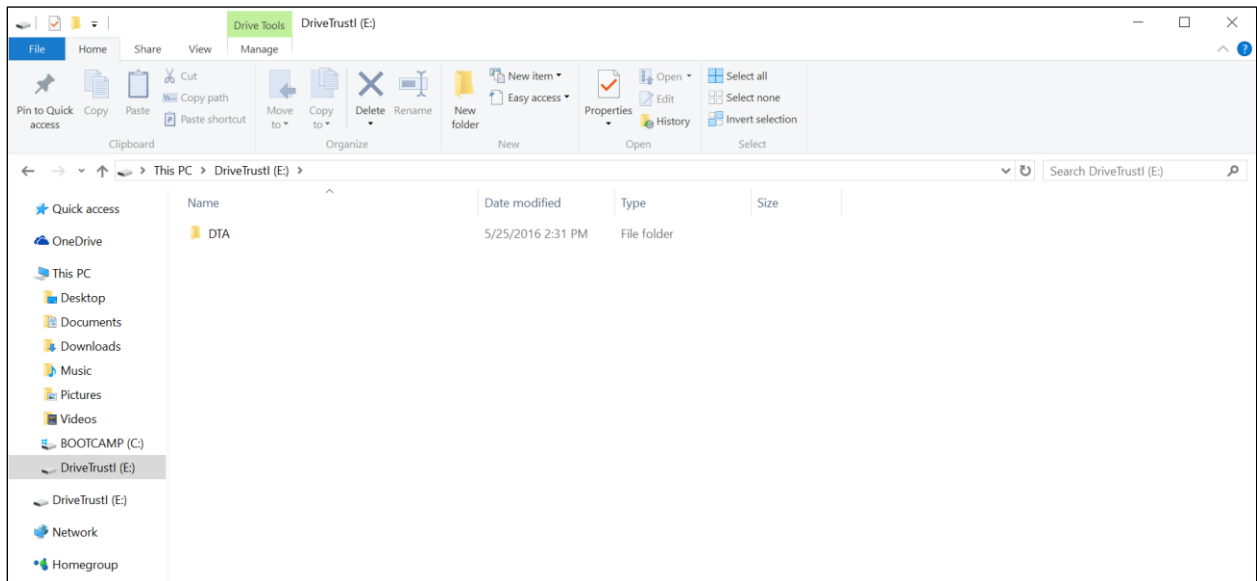 Drive Tools DriveTrustI (E:)
File Home Share View Manage
Pin to Quick access Copy Paste Cut Copy path Paste shortcut Move to Copy to Delete Rename New folder New item Easy access Properties Open Edit History Select all Select none Invert selection
Clipboard Organize New Open Select
This PC > DriveTrustI (E:) > Search DriveTrustI (E:)
Name Date modified Type Size
DTA 5/25/2016 2:31 PM File folder
Quick access
OneDrive
This PC
Desktop
Documents
Downloads
Music
Pictures
Videos
BOOTCAMP (C:)
DriveTrustI (E:)
DriveTrustI (E:)
Network
Homegroup